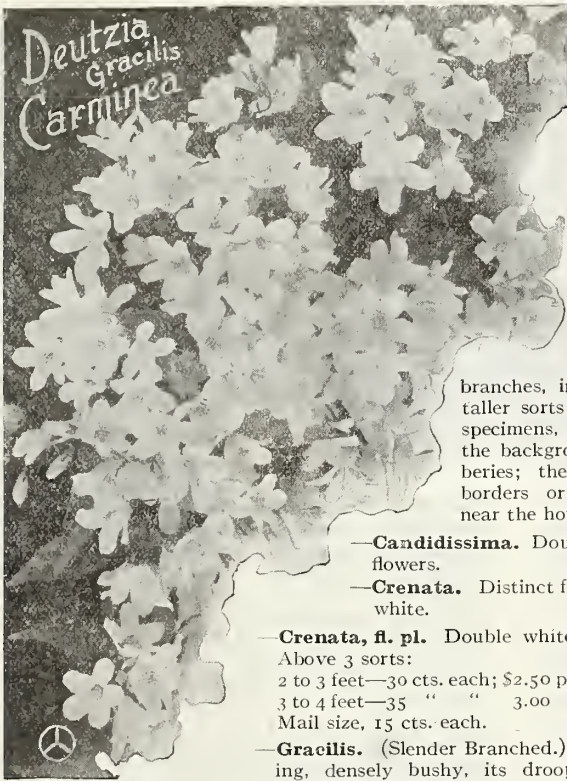 Deutzia
Gracilis
Carminea
branches, i
taller sorts
specimens,
the backgro
beries; the
borders or
near the ho
—Candidissima. Dou
flowers.
—Crenata. Distinct f
white.
—Crenata, fl. pl. Double white
Above 3 sorts:
2 to 3 feet—30 cts. each; $2.50 p
3 to 4 feet—35 " " 3.00
Mail size, 15 cts. each.
—Gracilis. (Slender Branched.)
ing, densely bushy, its droo